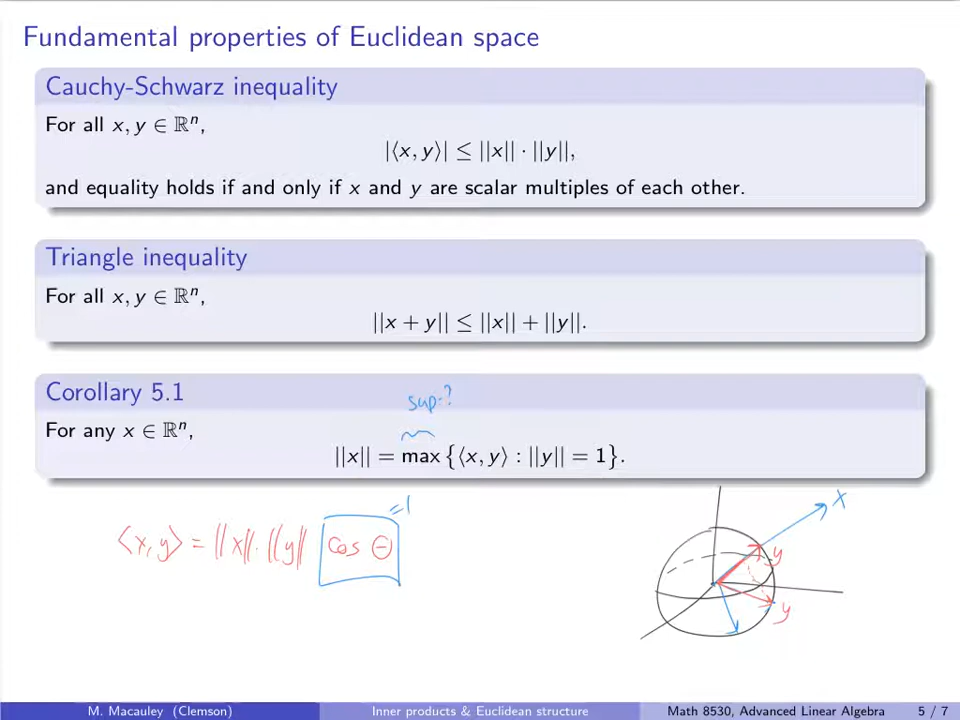 Fundamental properties of Euclidean space
Cauchy-Schwarz inequality
For all x, y ∈ ℝⁿ,
|⟨x, y⟩| ≤ ||x|| · ||y||,
and equality holds if and only if x and y are scalar multiples of each other.
Triangle inequality
For all x, y ∈ ℝⁿ,
||x + y|| ≤ ||x|| + ||y||.
Corollary 5.1
sup?
For any x ∈ ℝⁿ,
||x|| = max {⟨x, y⟩ : ||y|| = 1}.
=1
⟨x,y⟩ = ||x||·||y|| cos Θ
x
y
y
M. Macauley (Clemson)
Inner products & Euclidean structure
Math 8530, Advanced Linear Algebra
5 / 7